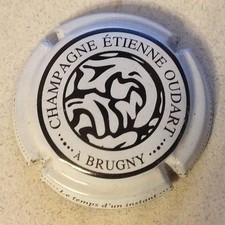 CHAMPAGNE ÉTIENNE OUDART
••••• À BRUGNY •••••
Le temps d'un instant